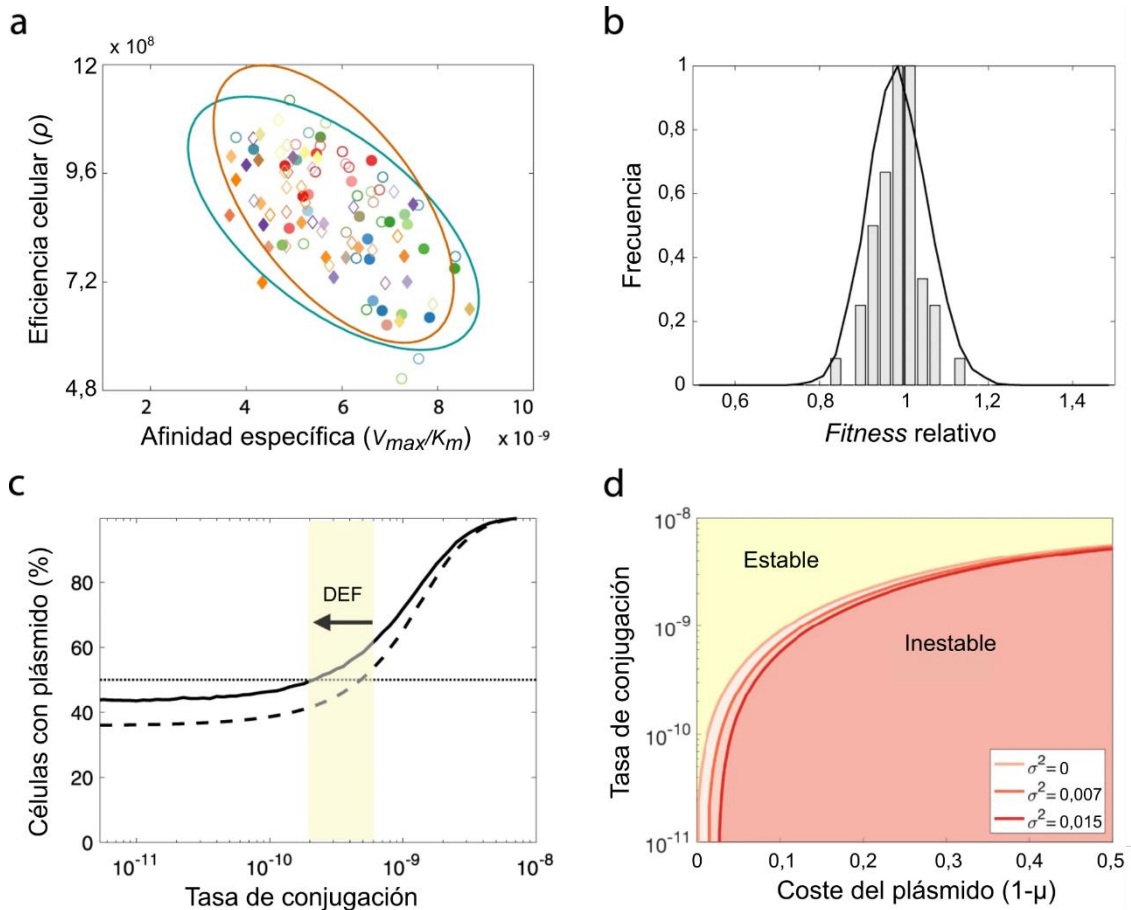 a
x 10⁸
12
9,6
7,2
4,8
Eficiencia celular (ρ)
2 4 6 8 10
Afinidad específica (Vmax/Km)
x 10⁻⁹
b
1
0,8
0,6
0,4
0,2
0
Frecuencia
0,6 0,8 1 1,2 1,4
Fitness relativo
c
80
60
40
20
0
Células con plásmido (%)
DEF
10⁻¹¹ 10⁻¹⁰ 10⁻⁹ 10⁻⁸
Tasa de conjugación
d
10⁻⁸
10⁻⁹
10⁻¹⁰
10⁻¹¹
Tasa de conjugación
Estable
Inestable
σ² = 0
σ² = 0,007
σ² = 0,015
0 0,1 0,2 0,3 0,4 0,5
Coste del plásmido (1-μ)